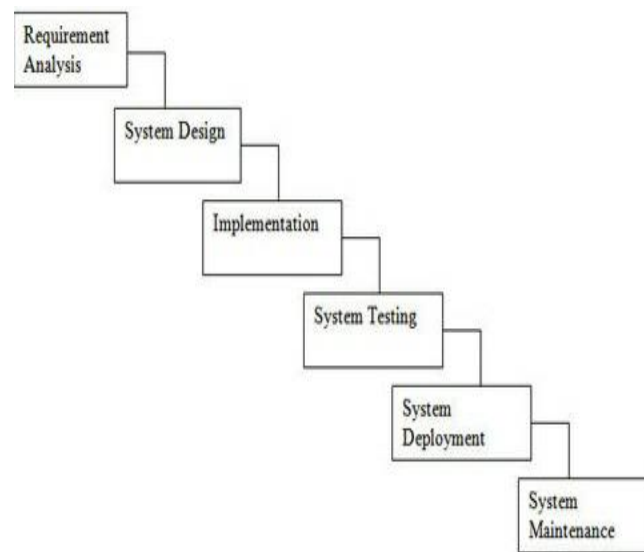 Requirement
Analysis
System Design
Implementation
System Testing
System
Deployment
System
Maintenance